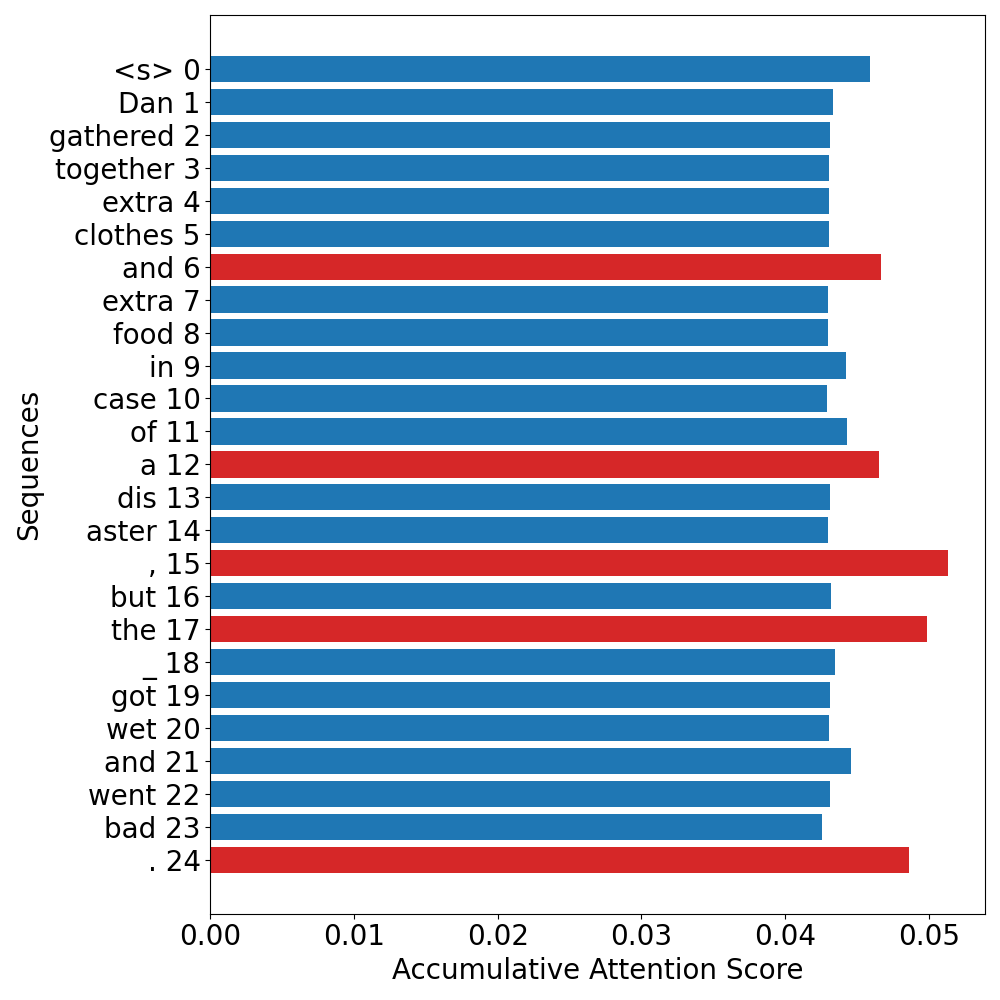 <s> 0
Dan 1
gathered 2
together 3
extra 4
clothes 5
and 6
extra 7
food 8
in 9
case 10
of 11
a 12
dis 13
aster 14
, 15
but 16
the 17
_ 18
got 19
wet 20
and 21
went 22
bad 23
. 24
Sequences
0.00 0.01 0.02 0.03 0.04 0.05
Accumulative Attention Score